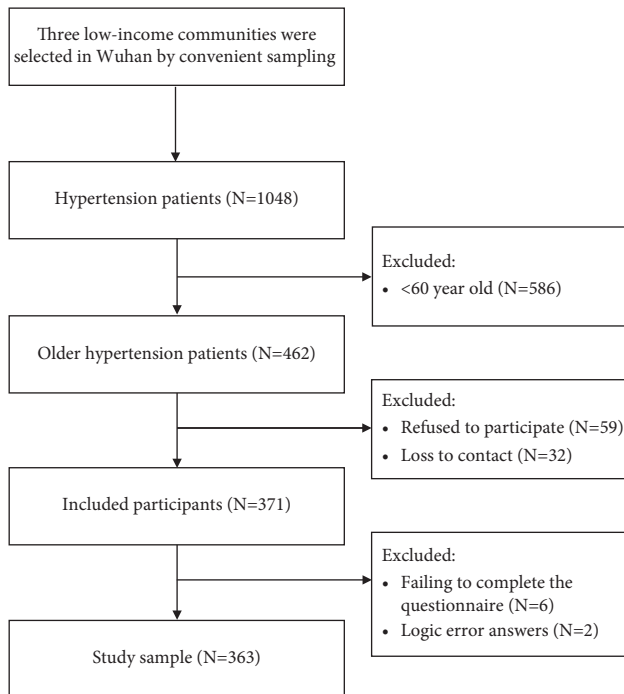 Three low-income communities were
selected in Wuhan by convenient sampling
Hypertension patients (N=1048)
Excluded:
• <60 year old (N=586)
Older hypertension patients (N=462)
Excluded:
• Refused to participate (N=59)
• Loss to contact (N=32)
Included participants (N=371)
Excluded:
• Failing to complete the
questionnaire (N=6)
• Logic error answers (N=2)
Study sample (N=363)